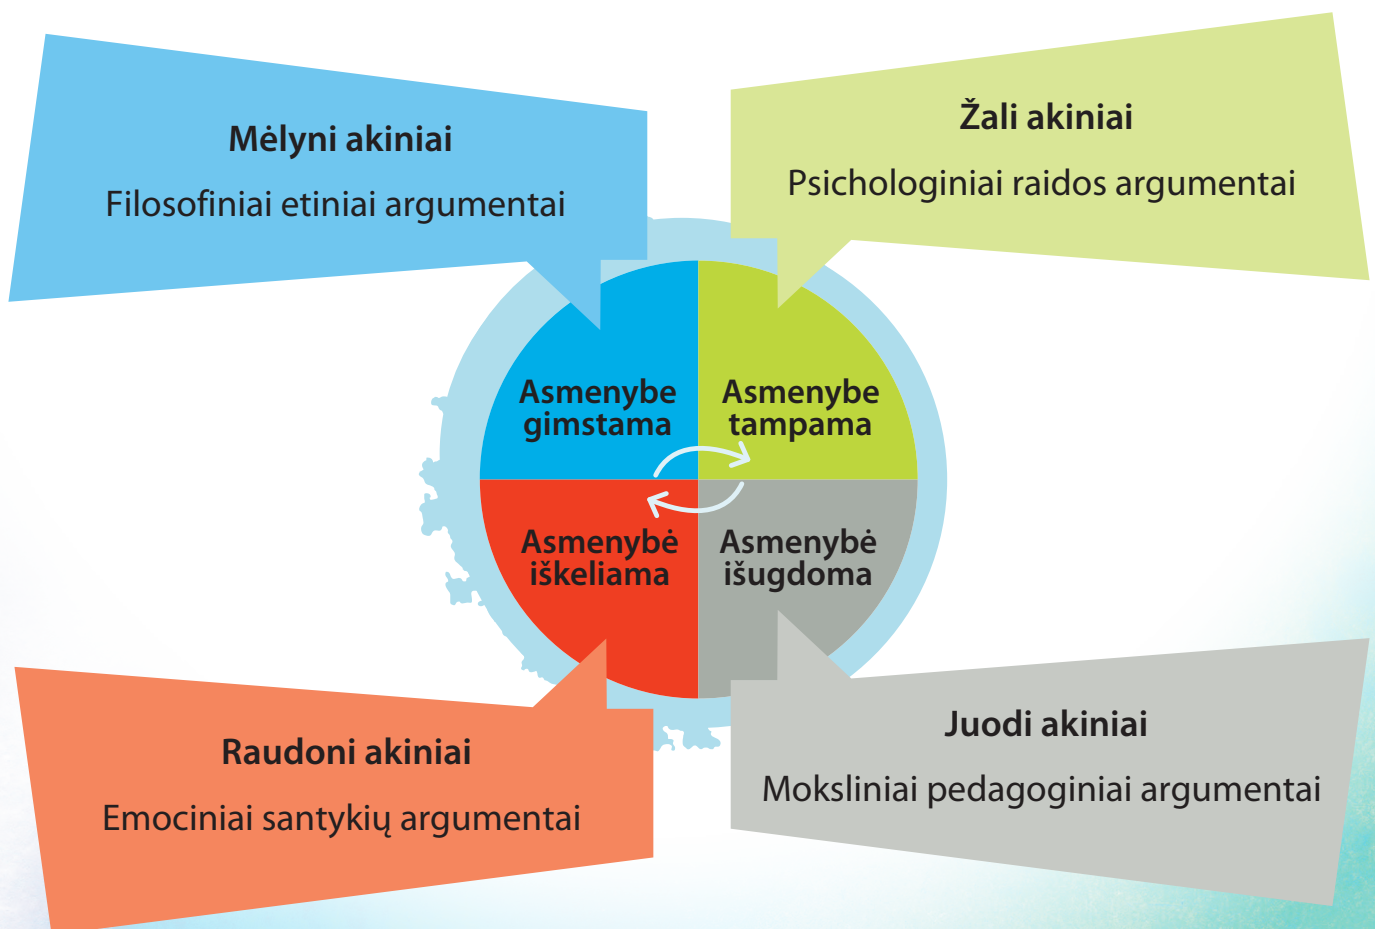 Mėlyni akiniai
Filosofiniai etiniai argumentai
Žali akiniai
Psichologiniai raidos argumentai
Asmenybe
gimstama
Asmenybe
tampama
Asmenybė
iškeliama
Asmenybė
išugdoma
Raudoni akiniai
Emociniai santykių argumentai
Juodi akiniai
Moksliniai pedagoginiai argumentai